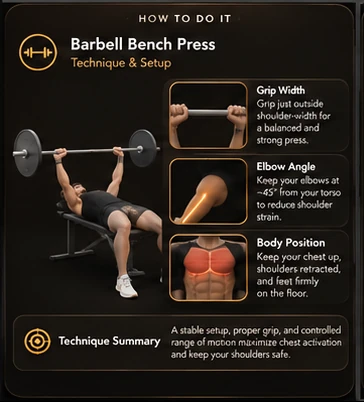 HOW TO DO IT
Barbell Bench Press
Technique & Setup
Grip Width
Grip just outside
shoulder-width for
a balanced and
strong press.
Elbow Angle
Keep your elbows at
~45° from your torso
to reduce shoulder
strain.
Body Position
Keep your chest up,
shoulders retracted,
and feet firmly
on the floor.
Technique Summary
A stable setup, proper grip, and controlled
range of motion maximize chest activation
and keep your shoulders safe.